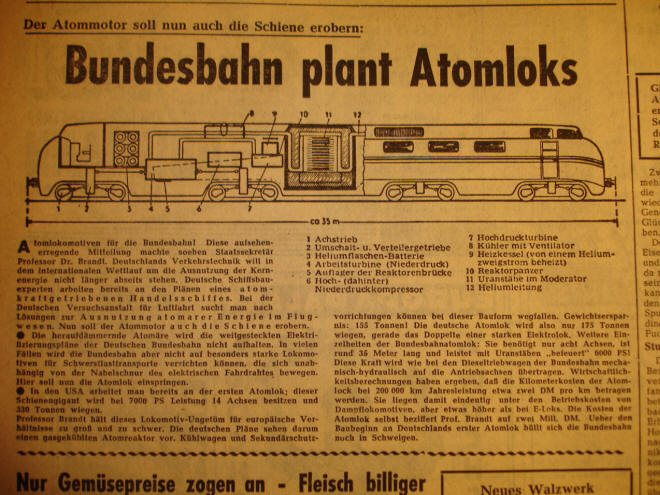 Der Atommotor soll nun auch die Schiene erobern:
Bundesbahn plant Atomloks
8 9 10 11 12
1 2 3 4 5 6 7
ca 35 m
1 Achstrieb
2 Umschalt- u. Verteilergetriebe
3 Heliumflaschen-Batterie
4 Arbeitsturbine (Niederdruck)
5 Auflager der Reaktorenbrücke
6 Hoch- (dahinter)
Niederdruckkompressor
7 Hochdruckturbine
8 Kühler mit Ventilator
9 Heizkessel (von einem Helium-
zweigstrom beheizt)
10 Reaktorpanzer
11 Uranstäbe im Moderator
12 Heliumleitung
Atomlokomotiven für die Bundesbahn! Diese aufsehen-
erregende Mitteilung machte soeben Staatssekretär
Professor Dr. Brandl. Deutschlands Verkehrstechnik will in
dem internationalen Wettlauf um die Ausnutzung der Kern-
energie nicht länger abseits stehen. Deutsche Schiffsbau-
experten arbeiten bereits an den Plänen eines atom-
kraftgetriebenen Handelsschiffes. Bei der
Deutschen Versuchsanstalt für Luftfahrt sucht man nach
Lösungen zur Ausnutzung atomarer Energie im Flug-
wesen. Nun soll der Atommotor auch die Schiene erobern.
● Die heraufdämmernde Atomära wird die weitgesteckten Elektri-
fizierungspläne der Deutschen Bundesbahn nicht aufhalten. In vielen
Fällen wird die Bundesbahn aber nicht auf besonders starke Lokomo-
tiven für Schwerstlasttransporte verzichten können, die sich unab-
hängig von der Nabelschnur des elektrischen Fahrdrahtes bewegen.
Hier soll nun die Atomlok einspringen.
● In den USA arbeitet man bereits an der ersten Atomlok; dieser
Schienengigant wird bei 7000 PS Leistung 14 Achsen besitzen und
330 Tonnen wiegen.
Professor Brandl hält dieses Lokomotiv-Ungetüm für europäische Ver-
hältnisse zu groß und zu schwer. Die deutschen Pläne sehen darum
einen gasgekühlten Atomreaktor vor. Kühlwagen und Sekundärschutz-
vorrichtungen können bei dieser Bauform wegfallen. Gewichtserspar-
nis: 155 Tonnen! Die deutsche Atomlok wird also nur 175 Tonnen
wiegen, gerade das Doppelte einer starken Elektrolok. Weitere Ein-
zelheiten der Bundesbahnatomlok: Sie benötigt nur acht Achsen, ist
rund 35 Meter lang und leistet mit Uranstäben „befeuert" 6000 PS!
Diese Kraft wird wie bei den Dieseltriebwagen der Bundesbahn mecha-
nisch-hydraulisch auf die Antriebsachsen übertragen. Wirtschaftlich-
keitsberechnungen haben ergeben, daß die Kilometerkosten der Atom-
lock bei 200 000 km Jahresleistung etwa zwei DM pro km betragen
werden. Sie liegen damit eindeutig unter den Betriebskosten von
Dampflokomotiven, aber etwas höher als bei E-Loks. Die Kosten der
Atomlok selbst beziffert Prof. Brandl auf zwei Mill. DM. Ueber den
Baubeginn an Deutschlands erster Atomlok hüllt sich die Bundesbahn
noch in Schweigen.
Nur Gemüsepreise zogen an - Fleisch billiger
Neues Walzwerk